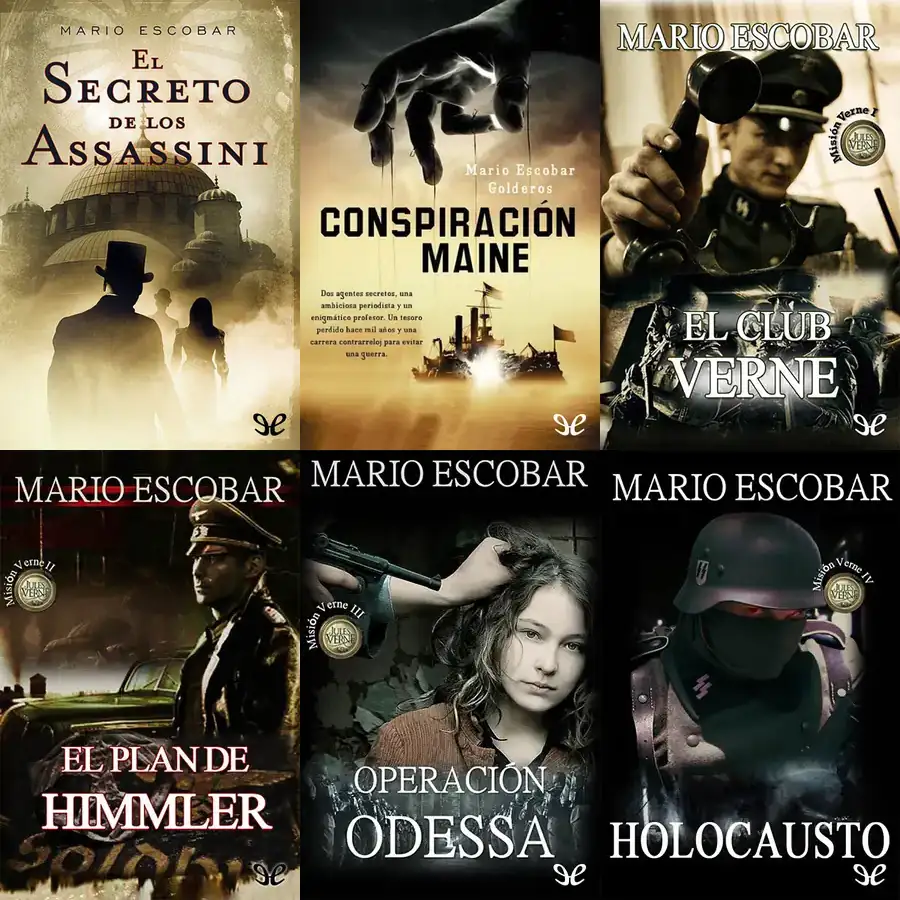 MARIO ESCOBAR
EL
SECRETO
DE LOS
ASSASSINI
Mario Escobar
Golderos
CONSPIRACIÓN
MAINE
Dos agentes secretos, una
ambiciosa periodista y un
enigmático profesor. Un tesoro
perdido hace mil años y una
carrera contrarreloj para evitar
una guerra.
MARIO ESCOBAR
Misión Verne I
JULES
VERNE
EL CLUB
VERNE
MARIO ESCOBAR
Misión Verne II
JULES
VERNE
EL PLAN DE
HIMMLER
MARIO ESCOBAR
Misión Verne III
JULES
VERNE
OPERACIÓN
ODESSA
MARIO ESCOBAR
Misión Verne IV
JULES
VERNE
HOLOCAUSTO